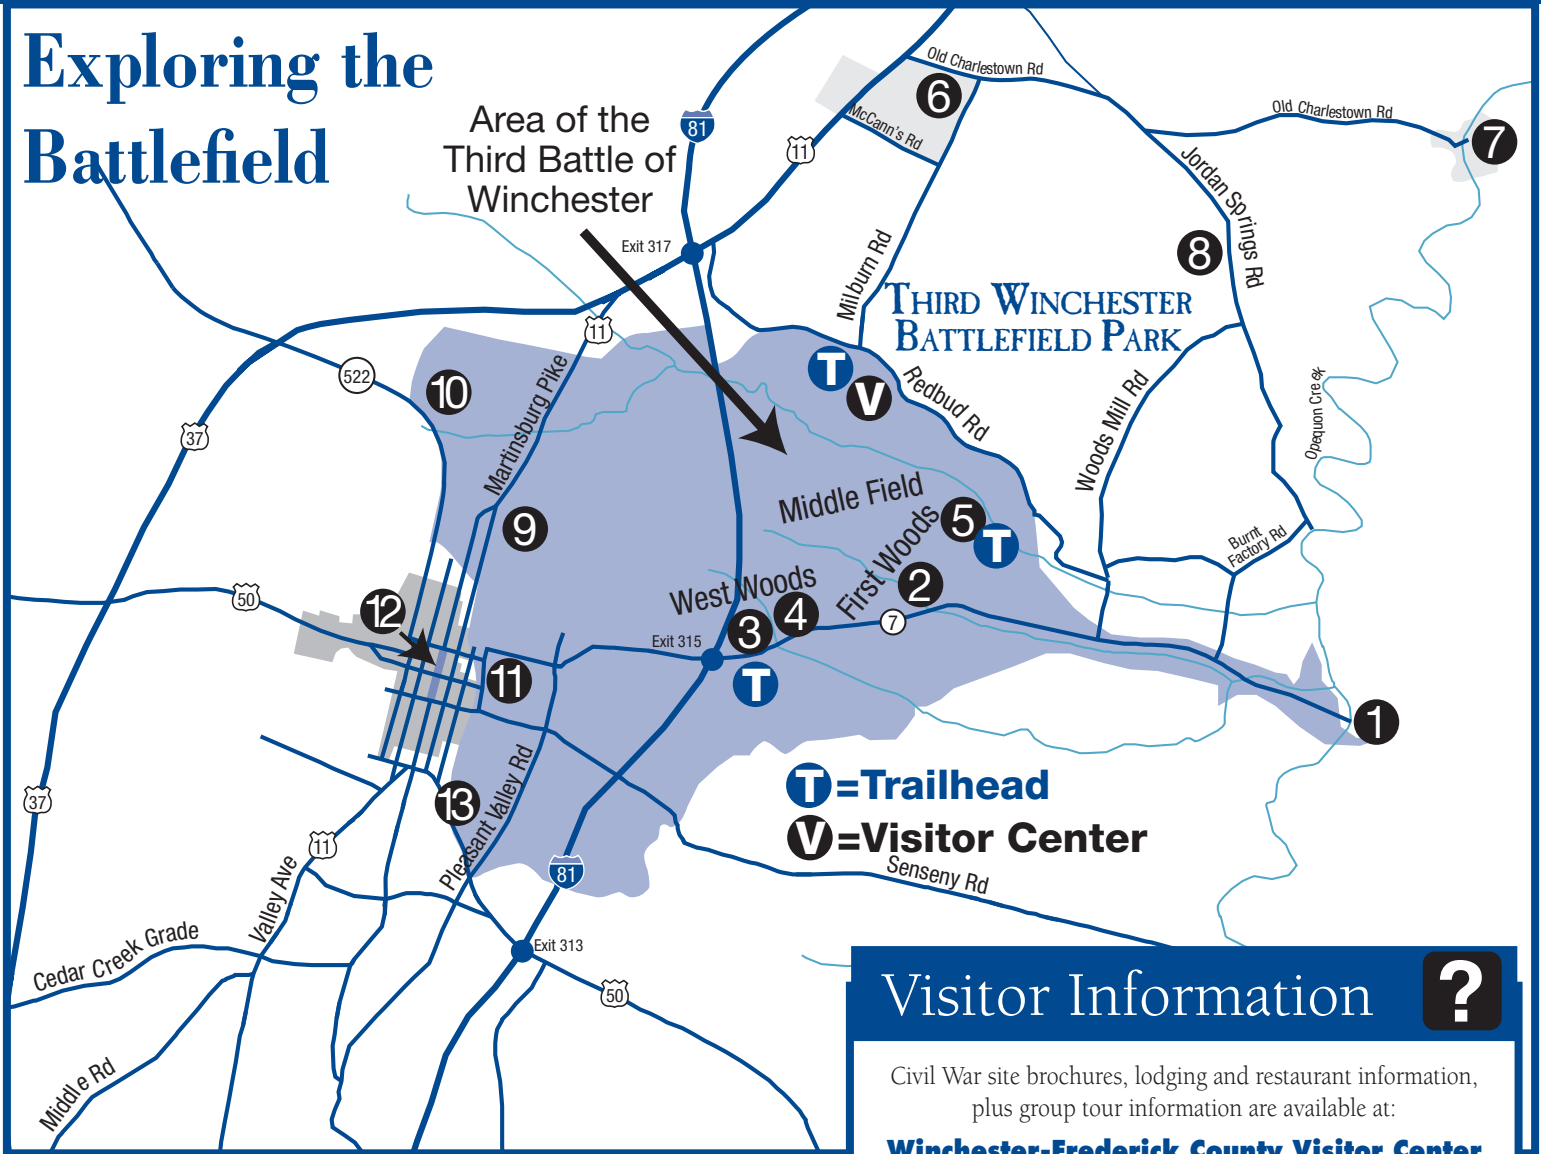 Exploring the
Battlefield
Area of the
Third Battle of
Winchester
81
11
Old Charlestown Rd
6
McCann's Rd
Old Charlestown Rd
7
Jordan Springs Rd
8
Exit 317
Milburn Rd
THIRD WINCHESTER
BATTLEFIELD PARK
11
522
10
Martinsburg Pike
T
V
Redbud Rd
Woods Mill Rd
Opequon Creek
37
Middle Field
9
First Woods
5
T
Burnt
Factory Rd
West Woods
2
50
12
4
3
7
Exit 315
11
T
1
T=Trailhead
V=Visitor Center
37
13
Pleasant Valley Rd
11
81
Senseny Rd
Valley Ave
Cedar Creek Grade
Exit 313
50
Middle Rd
Visitor Information
?
Civil War site brochures, lodging and restaurant information,
plus group tour information are available at:
Winchester-Frederick County Visitor Center